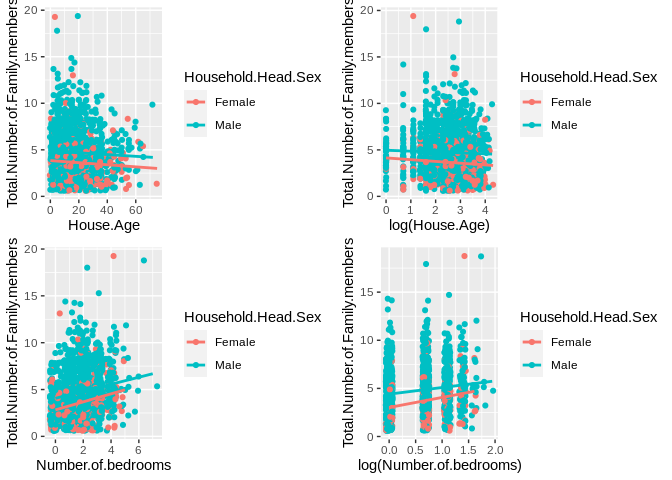 Total.Number.of.Family.members
20
15
10
5
0
0
20
40
60
House.Age
Household.Head.Sex
Female
Male
Total.Number.of.Family.members
20
15
10
5
0
0
1
2
3
4
log(House.Age)
Household.Head.Sex
Female
Male
Total.Number.of.Family.members
20
15
10
5
0
0
2
4
6
Number.of.bedrooms
Household.Head.Sex
Female
Male
Total.Number.of.Family.members
20
15
10
5
0
0.0
0.5
1.0
1.5
2.0
log(Number.of.bedrooms)
Household.Head.Sex
Female
Male